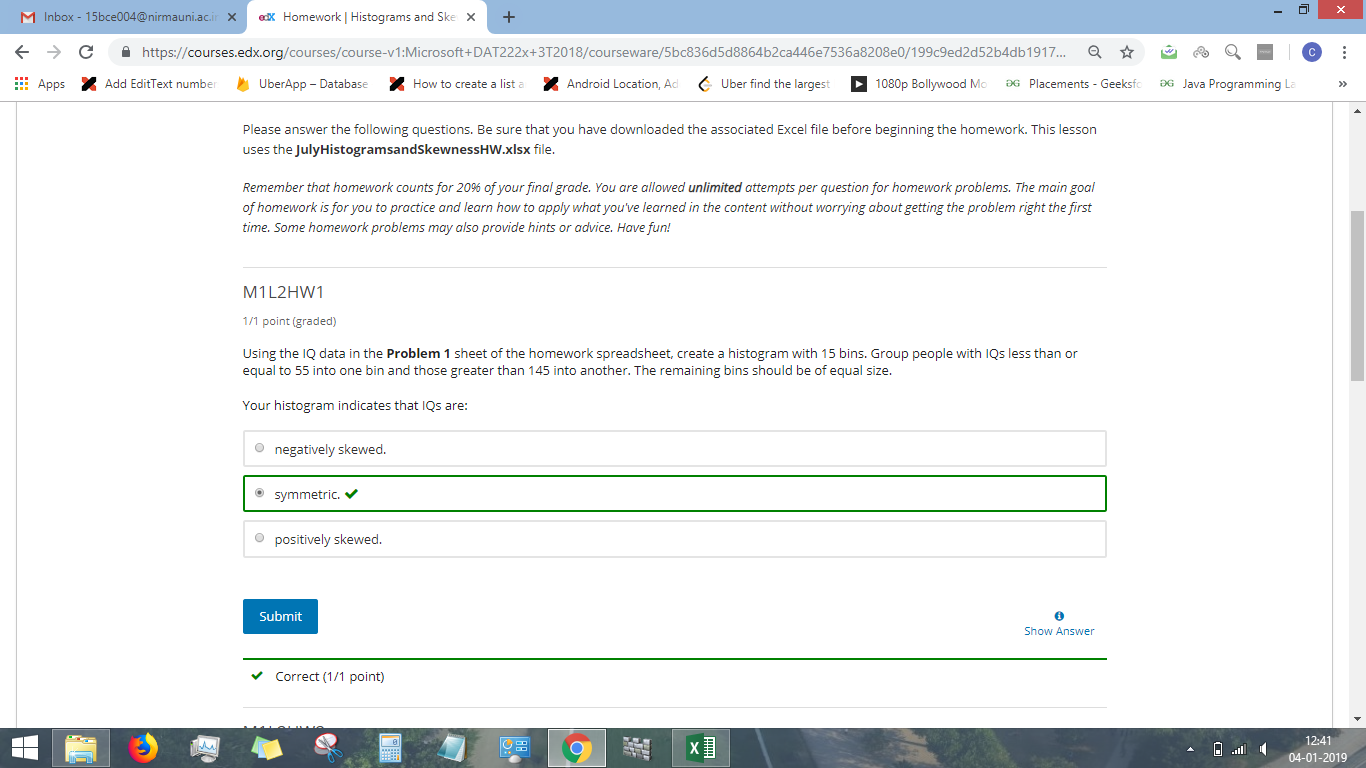 Inbox - 15bce004@nirmauni.ac.in
edX Homework | Histograms and Ske
https://courses.edx.org/courses/course-v1:Microsoft+DAT222x+3T2018/courseware/5bc836d5d8864b2ca446e7536a8208e0/199c9ed2d52b4db1917...
C
Apps Add EditText number UberApp – Database How to create a list a Android Location, Ad Uber find the largest 1080p Bollywood Mo Placements - Geeksfo Java Programming La »
Please answer the following questions. Be sure that you have downloaded the associated Excel file before beginning the homework. This lesson
uses the JulyHistogramsandSkewnessHW.xlsx file.
Remember that homework counts for 20% of your final grade. You are allowed unlimited attempts per question for homework problems. The main goal
of homework is for you to practice and learn how to apply what you've learned in the content without worrying about getting the problem right the first
time. Some homework problems may also provide hints or advice. Have fun!
M1L2HW1
1/1 point (graded)
Using the IQ data in the Problem 1 sheet of the homework spreadsheet, create a histogram with 15 bins. Group people with IQs less than or
equal to 55 into one bin and those greater than 145 into another. The remaining bins should be of equal size.
Your histogram indicates that IQs are:
negatively skewed.
symmetric.
positively skewed.
Submit
Show Answer
Correct (1/1 point)
12:41
04-01-2019